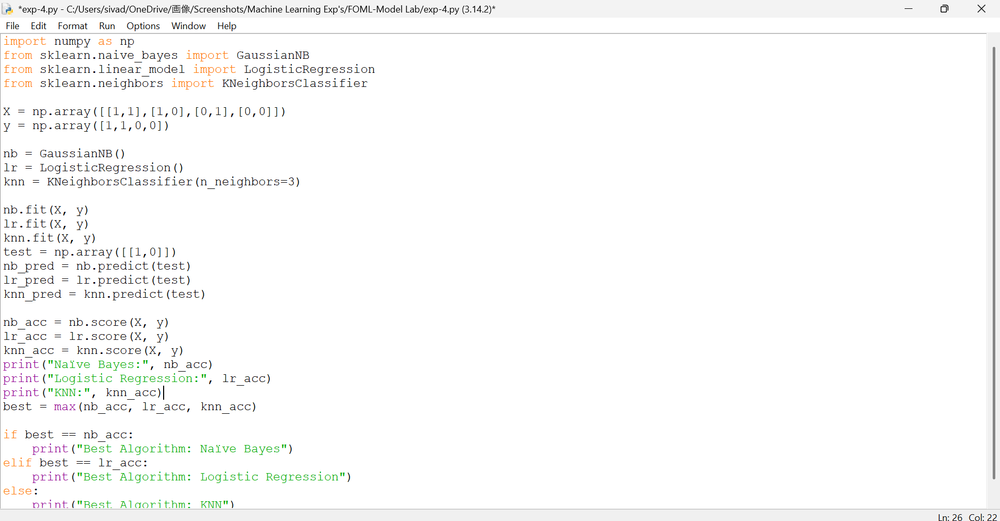 *exp-4.py - C:/Users/sivad/OneDrive/画像/Screenshots/Machine Learning Exp's/FOML-Model Lab/exp-4.py (3.14.2)*
File Edit Format Run Options Window Help
import numpy as np
from sklearn.naive_bayes import GaussianNB
from sklearn.linear_model import LogisticRegression
from sklearn.neighbors import KNeighborsClassifier

X = np.array([[1,1],[1,0],[0,1],[0,0]])
y = np.array([1,1,0,0])

nb = GaussianNB()
lr = LogisticRegression()
knn = KNeighborsClassifier(n_neighbors=3)

nb.fit(X, y)
lr.fit(X, y)
knn.fit(X, y)
test = np.array([[1,0]])
nb_pred = nb.predict(test)
lr_pred = lr.predict(test)
knn_pred = knn.predict(test)

nb_acc = nb.score(X, y)
lr_acc = lr.score(X, y)
knn_acc = knn.score(X, y)
print("Naïve Bayes:", nb_acc)
print("Logistic Regression:", lr_acc)
print("KNN:", knn_acc)
best = max(nb_acc, lr_acc, knn_acc)

if best == nb_acc:
    print("Best Algorithm: Naïve Bayes")
elif best == lr_acc:
    print("Best Algorithm: Logistic Regression")
else:
    print("Best Algorithm: KNN")
Ln: 26 Col: 22